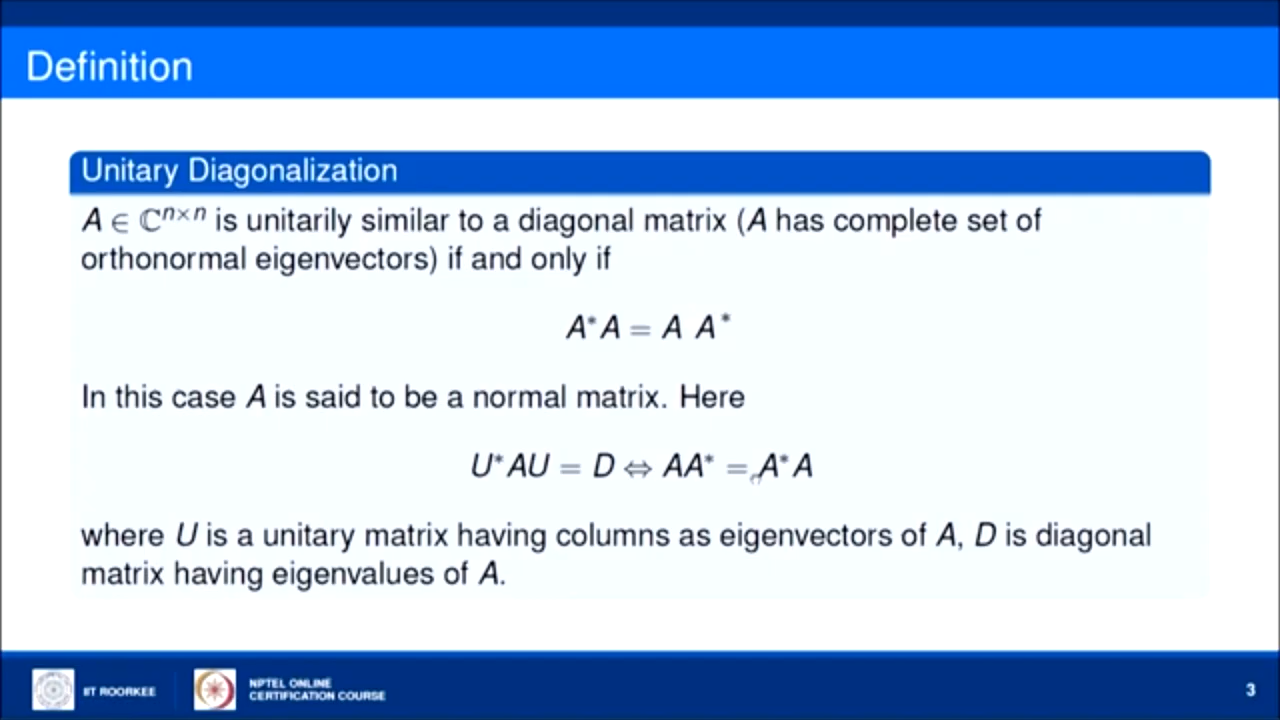 Definition
Unitary Diagonalization
A ∈ ℂⁿˣⁿ is unitarily similar to a diagonal matrix (A has complete set of
orthonormal eigenvectors) if and only if
A*A = A A*
In this case A is said to be a normal matrix. Here
U*AU = D ⇔ AA* = A*A
where U is a unitary matrix having columns as eigenvectors of A, D is diagonal
matrix having eigenvalues of A.
IIT ROORKEE
NPTEL ONLINE
CERTIFICATION COURSE
3